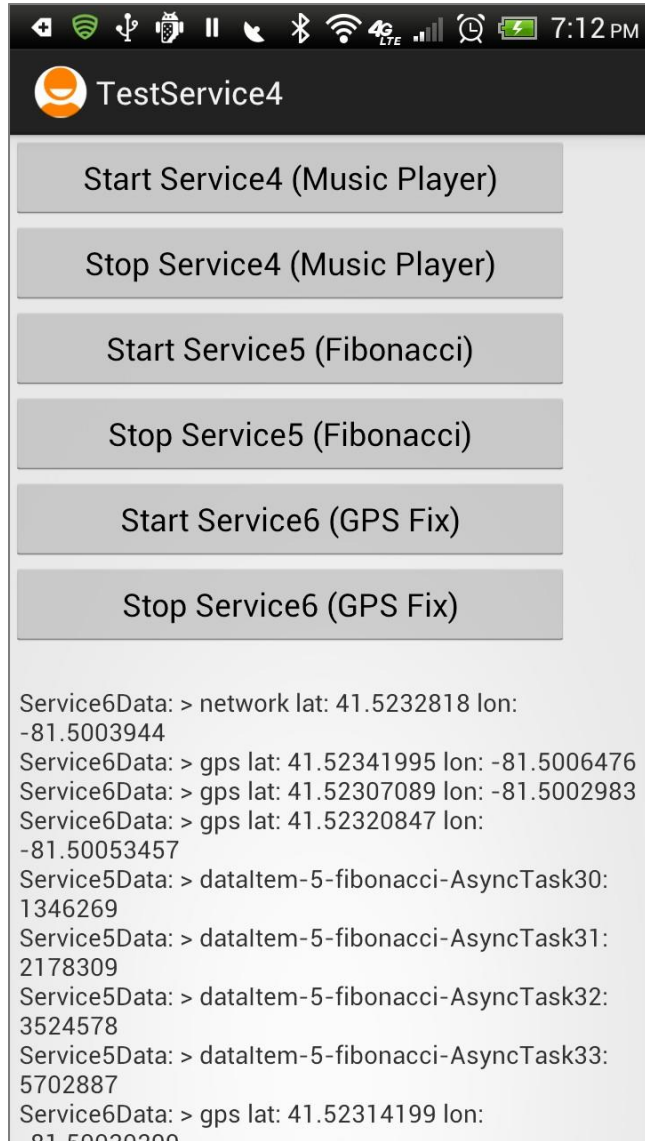 4G LTE 7:12 PM
TestService4
Start Service4 (Music Player)
Stop Service4 (Music Player)
Start Service5 (Fibonacci)
Stop Service5 (Fibonacci)
Start Service6 (GPS Fix)
Stop Service6 (GPS Fix)
Service6Data: > network lat: 41.5232818 lon:
-81.5003944
Service6Data: > gps lat: 41.52341995 lon: -81.5006476
Service6Data: > gps lat: 41.52307089 lon: -81.5002983
Service6Data: > gps lat: 41.52320847 lon:
-81.50053457
Service5Data: > dataItem-5-fibonacci-AsyncTask30:
1346269
Service5Data: > dataItem-5-fibonacci-AsyncTask31:
2178309
Service5Data: > dataItem-5-fibonacci-AsyncTask32:
3524578
Service5Data: > dataItem-5-fibonacci-AsyncTask33:
5702887
Service6Data: > gps lat: 41.52314199 lon: